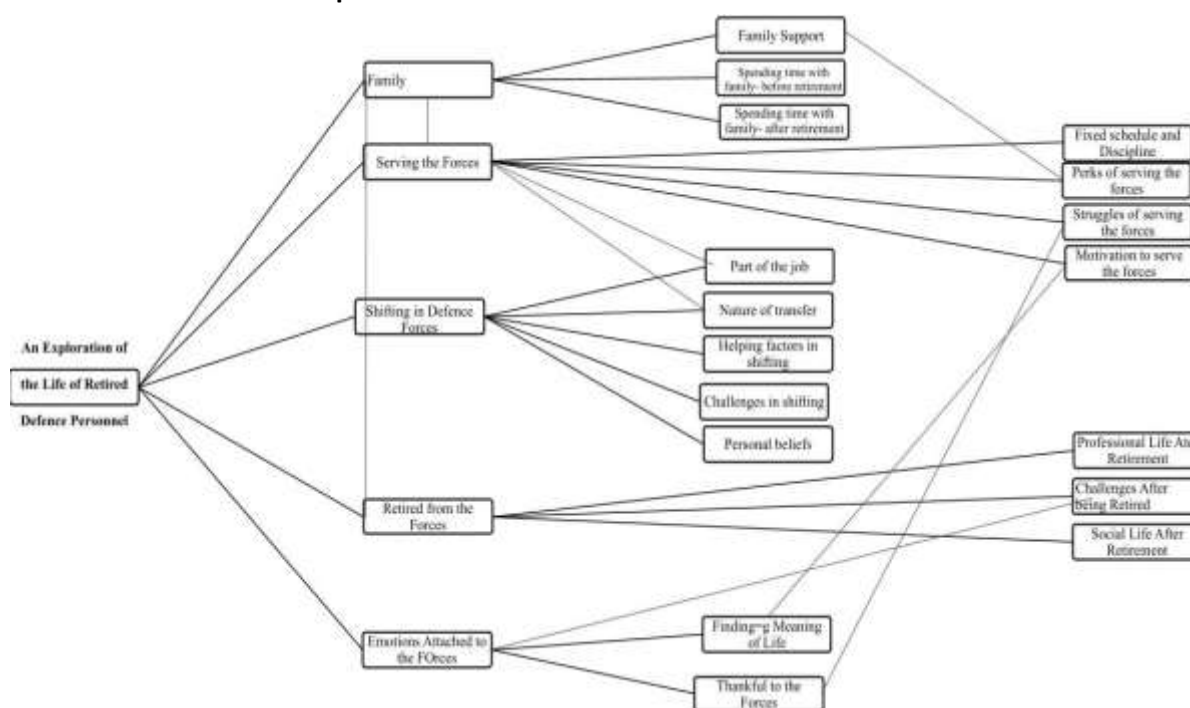 Family Support
Family
Spending time with
family- before retirement
Spending time with
family- after retirement
Fixed schedule and
Discipline
Serving the Forces
Perks of serving the
forces
Struggles of serving
the forces
Motivation to serve
the forces
Part of the job
Shifting in Defence
Forces
Nature of transfer
Helping factors in
shifting
Challenges in shifting
Personal beliefs
An Exploration of
the Life of Retired
Defence Personnel
Professional Life An
Retirement
Retired from the
Forces
Challenges After
being Retired
Social Life After
Retirement
Emotions Attached to
the FOrces
Finding=g Meaning
of Life
Thankful to the
Forces